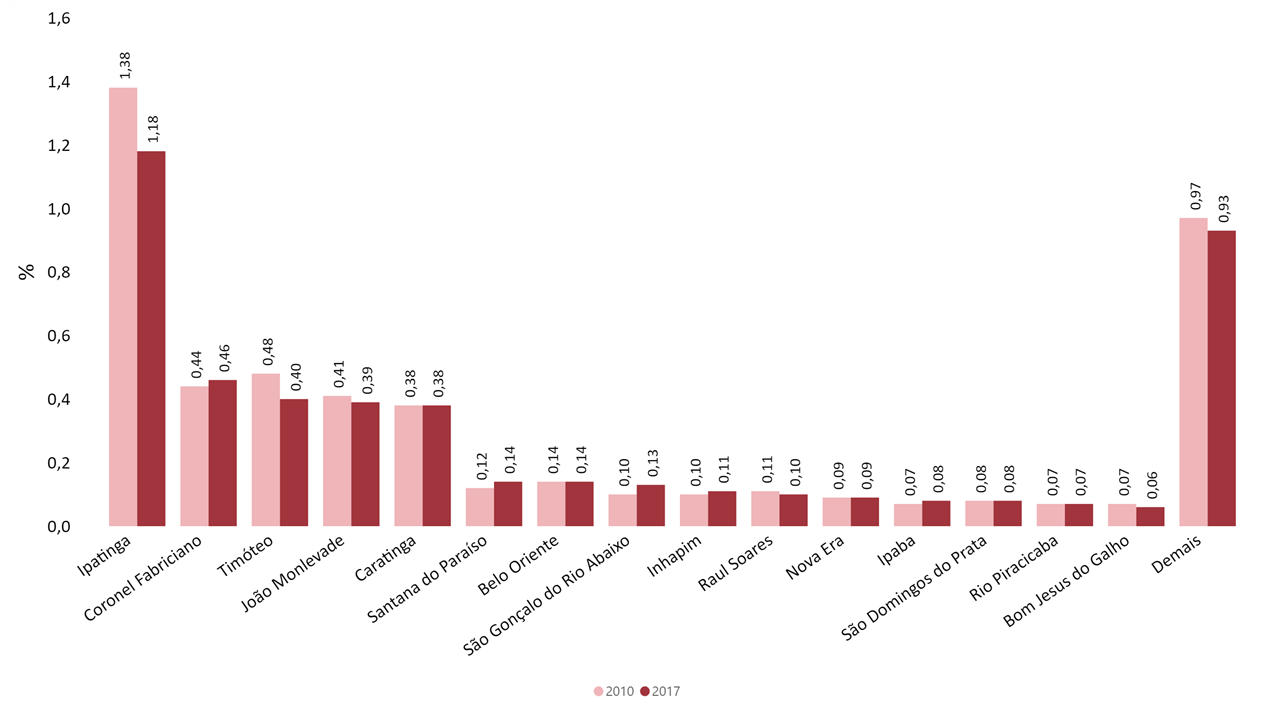 1,6
1,4
1,2
1,0
0,8
0,6
0,4
0,2
0,0
%
1,38
1,18
0,44
0,46
0,48
0,40
0,41
0,39
0,38
0,38
0,12
0,14
0,14
0,14
0,10
0,13
0,10
0,11
0,11
0,10
0,09
0,09
0,07
0,08
0,08
0,08
0,07
0,07
0,07
0,06
0,97
0,93
Ipatinga
Coronel Fabriciano
Timóteo
João Monlevade
Caratinga
Santana do Paraíso
Belo Oriente
São Gonçalo do Rio Abaixo
Inhapim
Raul Soares
Nova Era
Ipaba
São Domingos do Prata
Rio Piracicaba
Bom Jesus do Galho
Demais
2010 2017